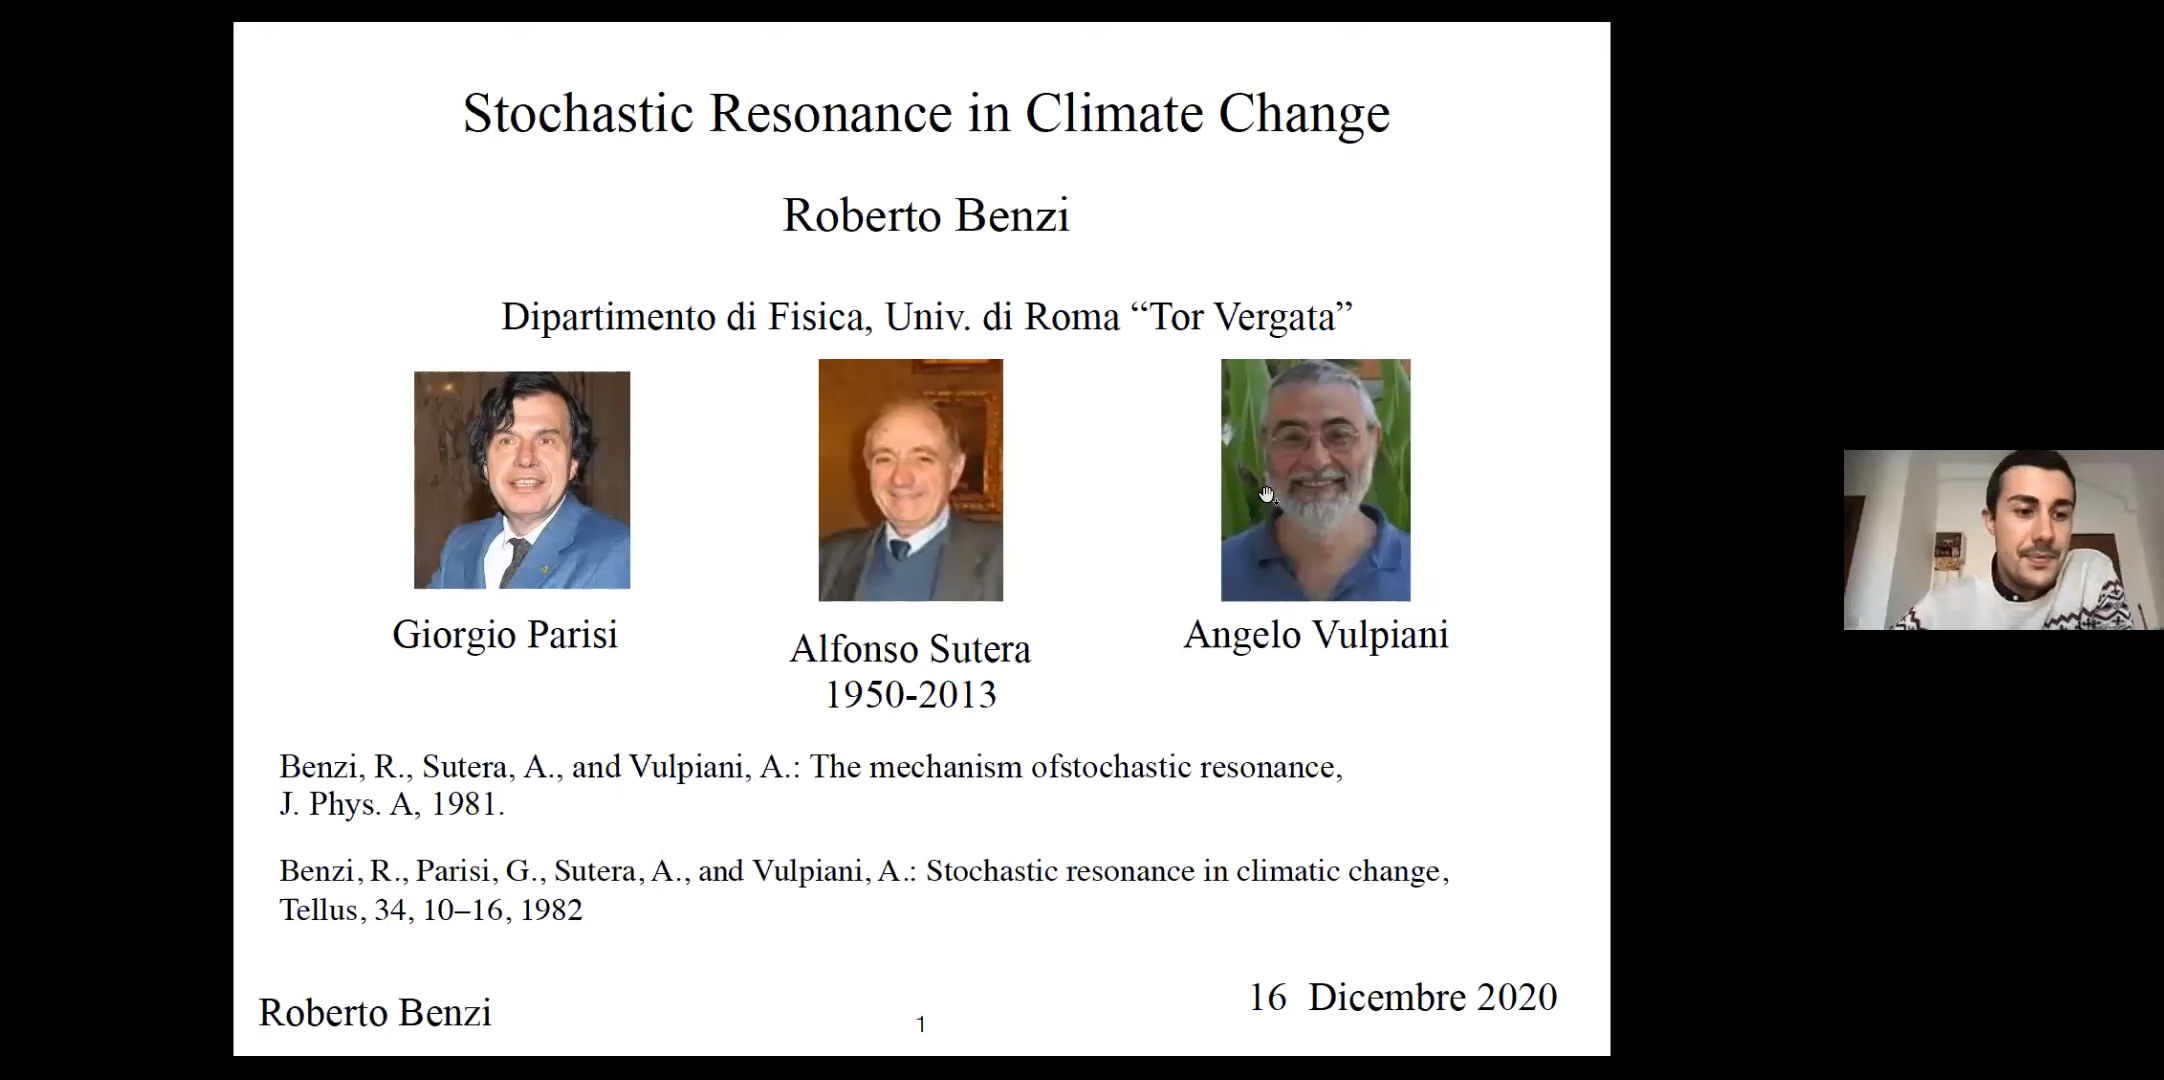 Stochastic Resonance in Climate Change
Roberto Benzi
Dipartimento di Fisica, Univ. di Roma “Tor Vergata”
Giorgio Parisi
Alfonso Sutera
1950-2013
Angelo Vulpiani
Benzi, R., Sutera, A., and Vulpiani, A.: The mechanism ofstochastic resonance,
J. Phys. A, 1981.
Benzi, R., Parisi, G., Sutera, A., and Vulpiani, A.: Stochastic resonance in climatic change,
Tellus, 34, 10–16, 1982
Roberto Benzi
1
16 Dicembre 2020